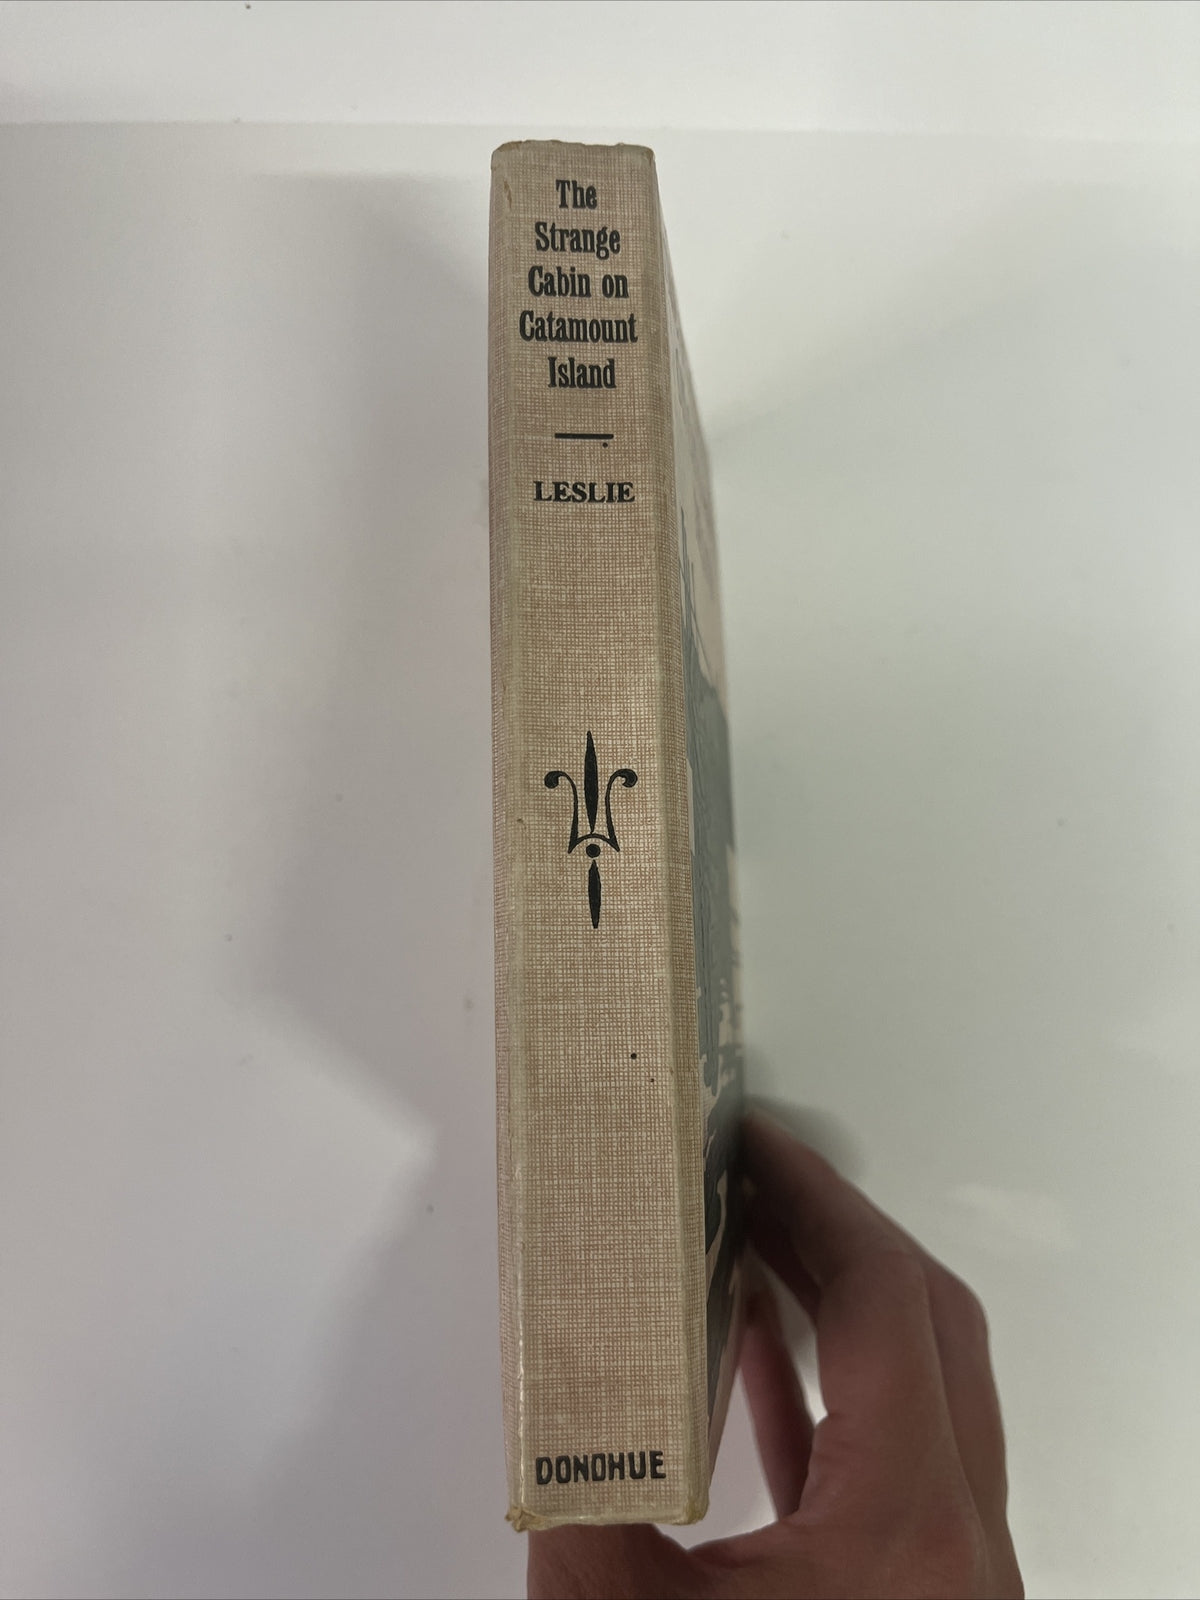 The
Strange
Cabin on
Catamount
Island
LESLIE
DONOHUE